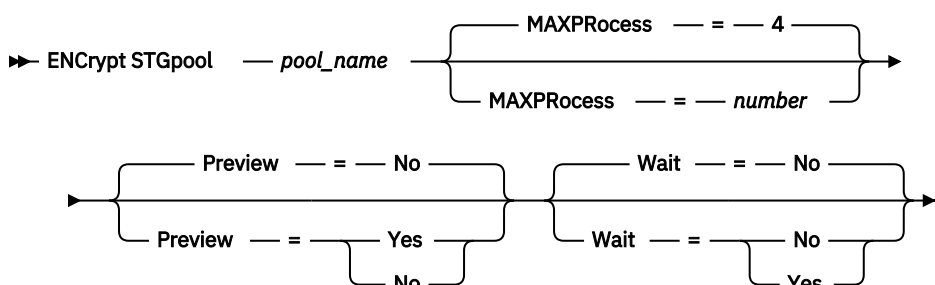 MAXPRocess = 4
ENCrypt STGpool pool_name
MAXPRocess = number
Preview = No Wait = No
Preview = Yes Wait = No
No Yes